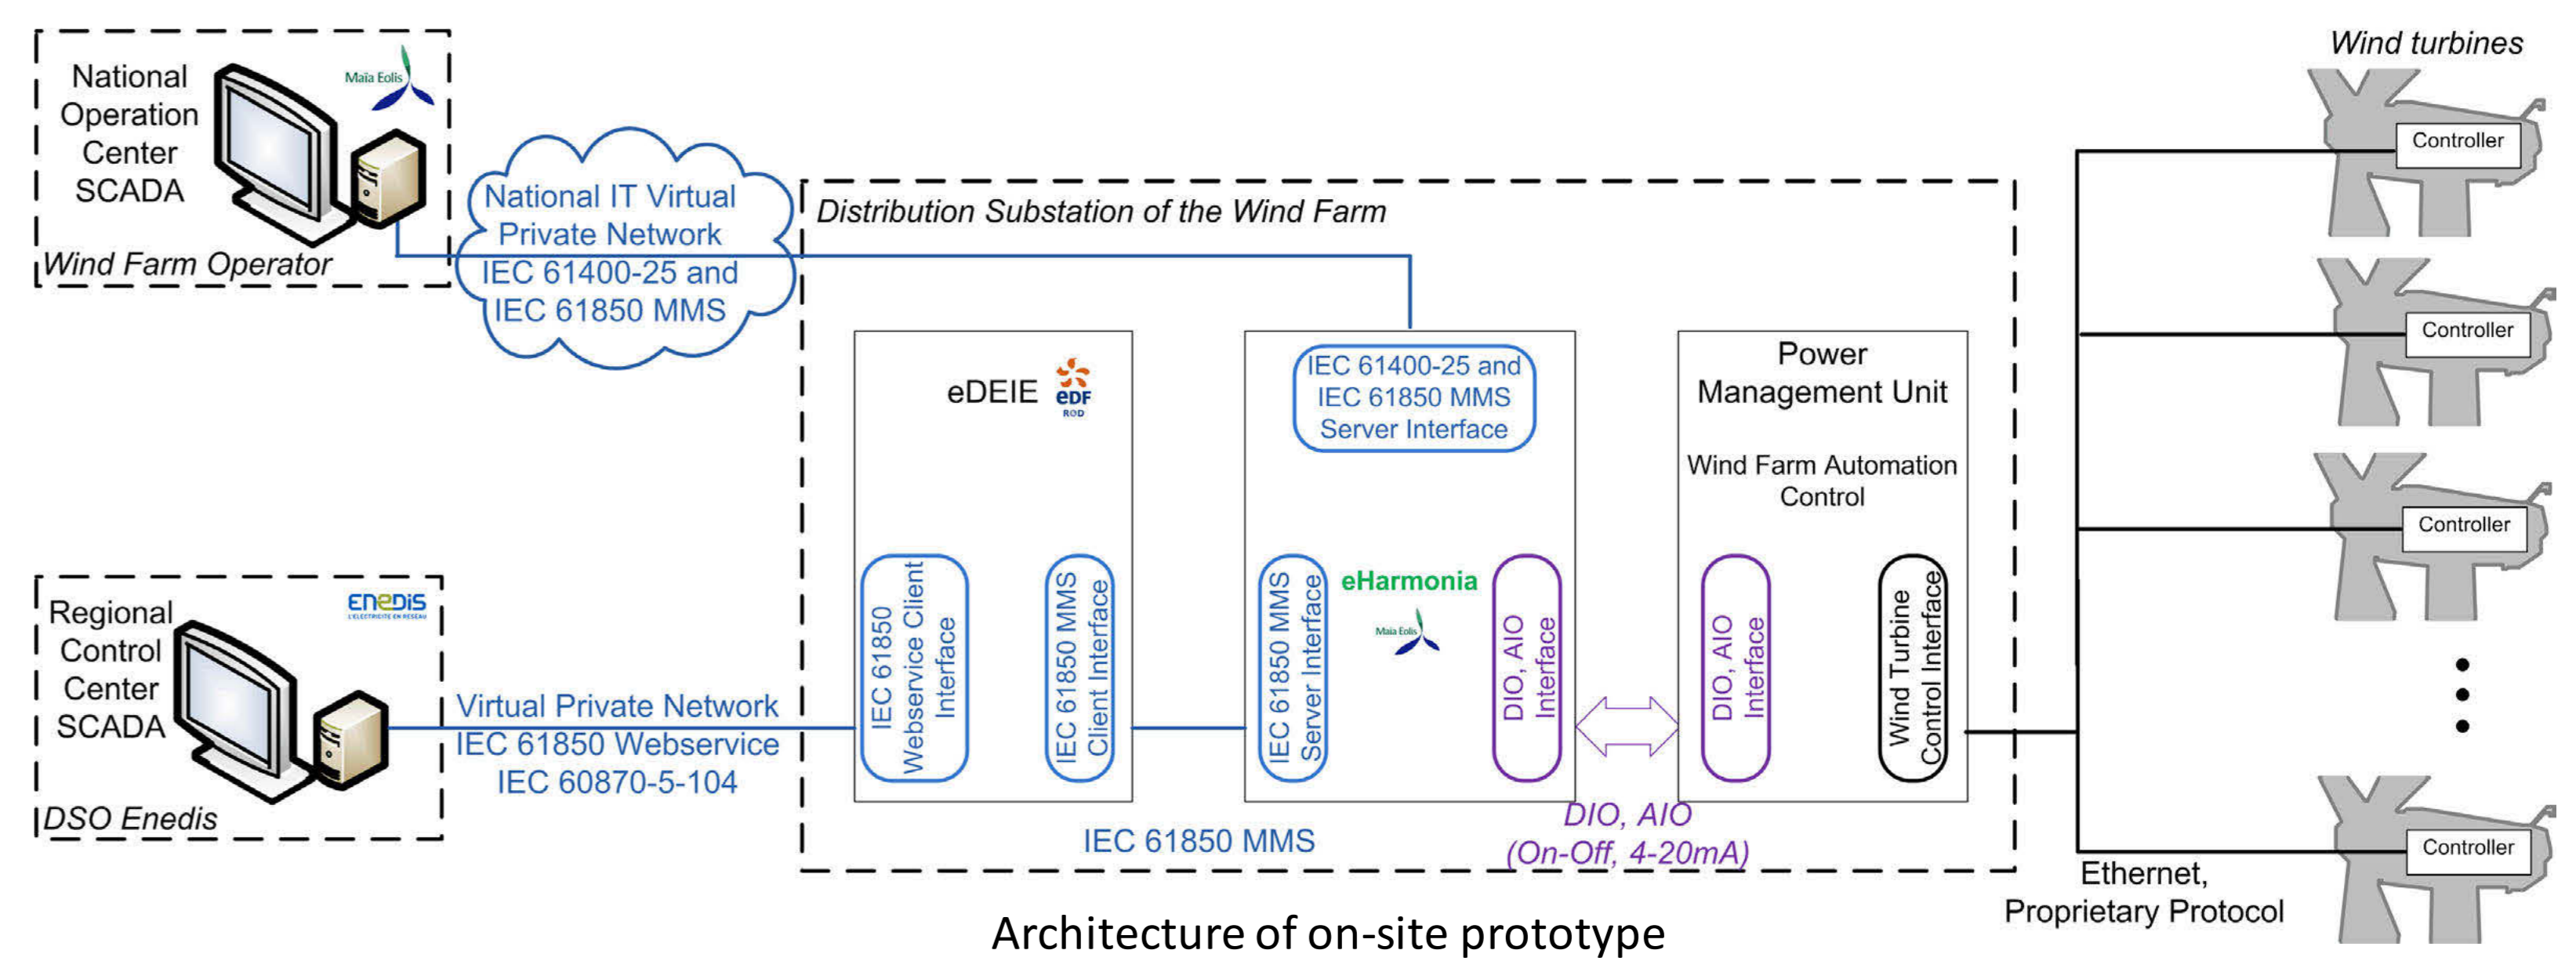 National
Operation
Center
SCADA
Maïa Eolis
Wind Farm Operator
National IT Virtual
Private Network
IEC 61400-25 and
IEC 61850 MMS
Regional
Control
Center
SCADA
ENEDIS
L'ELECTRICITE EN RESEAU
DSO Enedis
Virtual Private Network
IEC 61850 Webservice
IEC 60870-5-104
Distribution Substation of the Wind Farm
eDEIE
eDF
R&D
IEC 61850
Webservice Client
Interface
IEC 61850 MMS
Client Interface
IEC 61850 MMS
IEC 61400-25 and
IEC 61850 MMS
Server Interface
IEC 61850 MMS
Server Interface
eHarmonia
Maïa Eolis
DIO, AIO
Interface
DIO, AIO
(On-Off, 4-20mA)
Power
Management Unit
Wind Farm Automation
Control
DIO, AIO
Interface
Wind Turbine
Control Interface
Wind turbines
Controller
Controller
Controller
Controller
Ethernet,
Proprietary Protocol
Architecture of on-site prototype